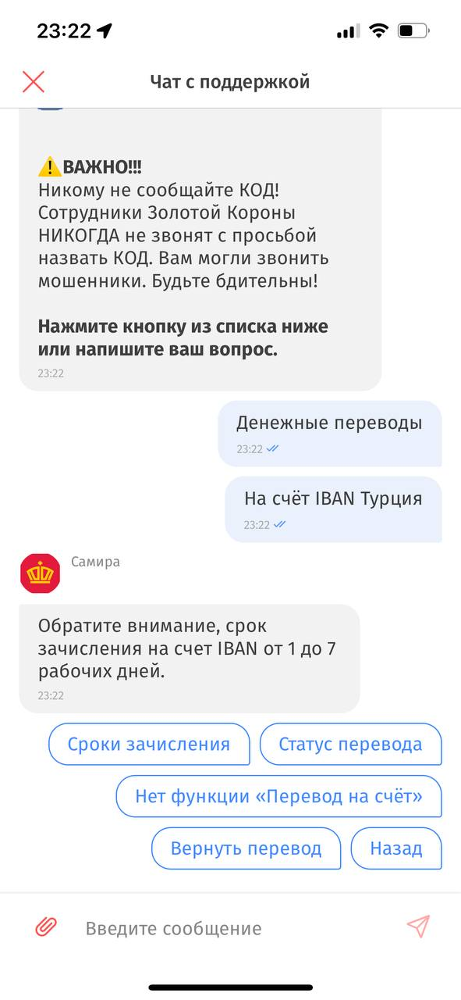 23:22
Чат с поддержкой
⚠️ВАЖНО!!!
Никому не сообщайте КОД!
Сотрудники Золотой Короны
НИКОГДА не звонят с просьбой
назвать КОД. Вам могли звонить
мошенники. Будьте бдительны!
Нажмите кнопку из списка ниже
или напишите ваш вопрос.
23:22
Денежные переводы
23:22
На счёт IBAN Турция
23:22
Самира
Обратите внимание, срок
зачисления на счет IBAN от 1 до 7
рабочих дней.
23:22
Сроки зачисления
Статус перевода
Нет функции «Перевод на счёт»
Вернуть перевод
Назад
Введите сообщение